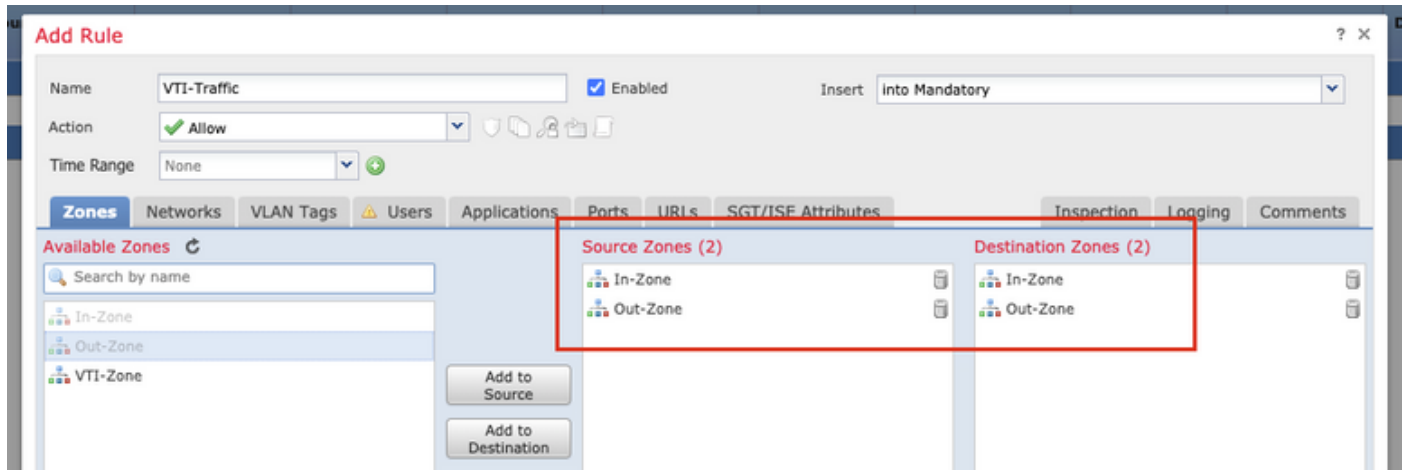 Add Rule ?
Name VTI-Traffic Enabled Insert into Mandatory
Action Allow
Time Range None
Zones Networks VLAN Tags Users Applications Ports URLs SGT/ISE Attributes Inspection Logging Comments
Available Zones Source Zones (2) Destination Zones (2)
Search by name In-Zone In-Zone
In-Zone Out-Zone Out-Zone
Out-Zone
VTI-Zone
Add to
Source
Add to
Destination